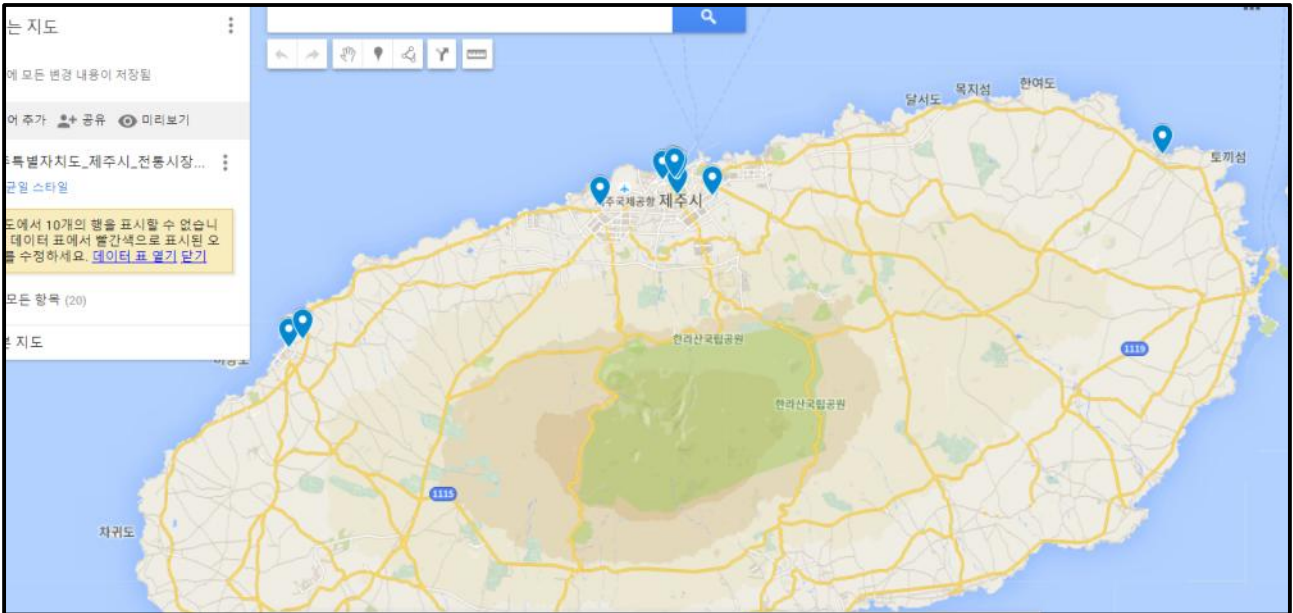 는 지도
에 모든 변경 내용이 저장됨
어 추가 공유 미리보기
특별자치도_제주시_전통시장...
균일 스타일
도에서 10개의 행을 표시할 수 없습니
데이터 표에서 빨간색으로 표시된 오
를 수정하세요. 데이터 표 열기 닫기
모든 항목 (20)
본 지도
달서도
목지섬
한여도
토끼섬
주국제공항
제주시
한라산국립공원
1119
한라산국립공원
1115
차귀도